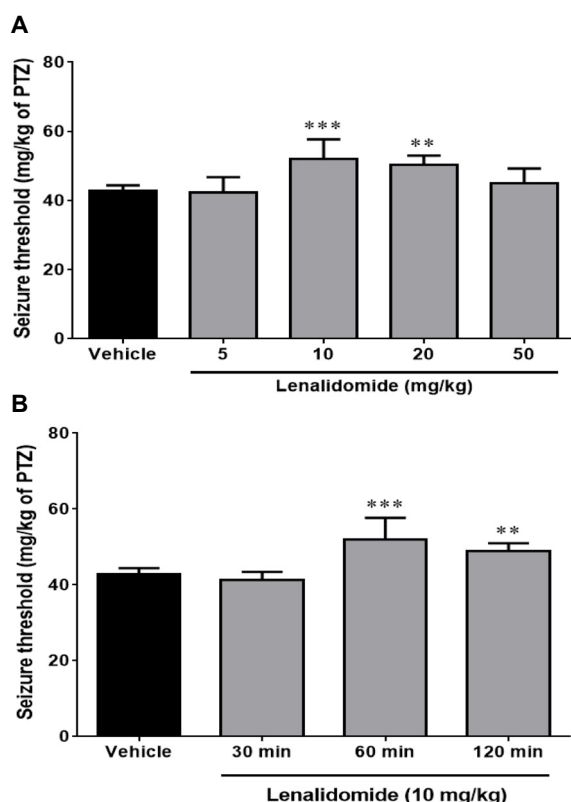 A
Seizure threshold (mg/kg of PTZ)
80
60
40
20
0
***
**
Vehicle 5 10 20 50
Lenalidomide (mg/kg)
B
Seizure threshold (mg/kg of PTZ)
80
60
40
20
0
***
**
Vehicle 30 min 60 min 120 min
Lenalidomide (10 mg/kg)